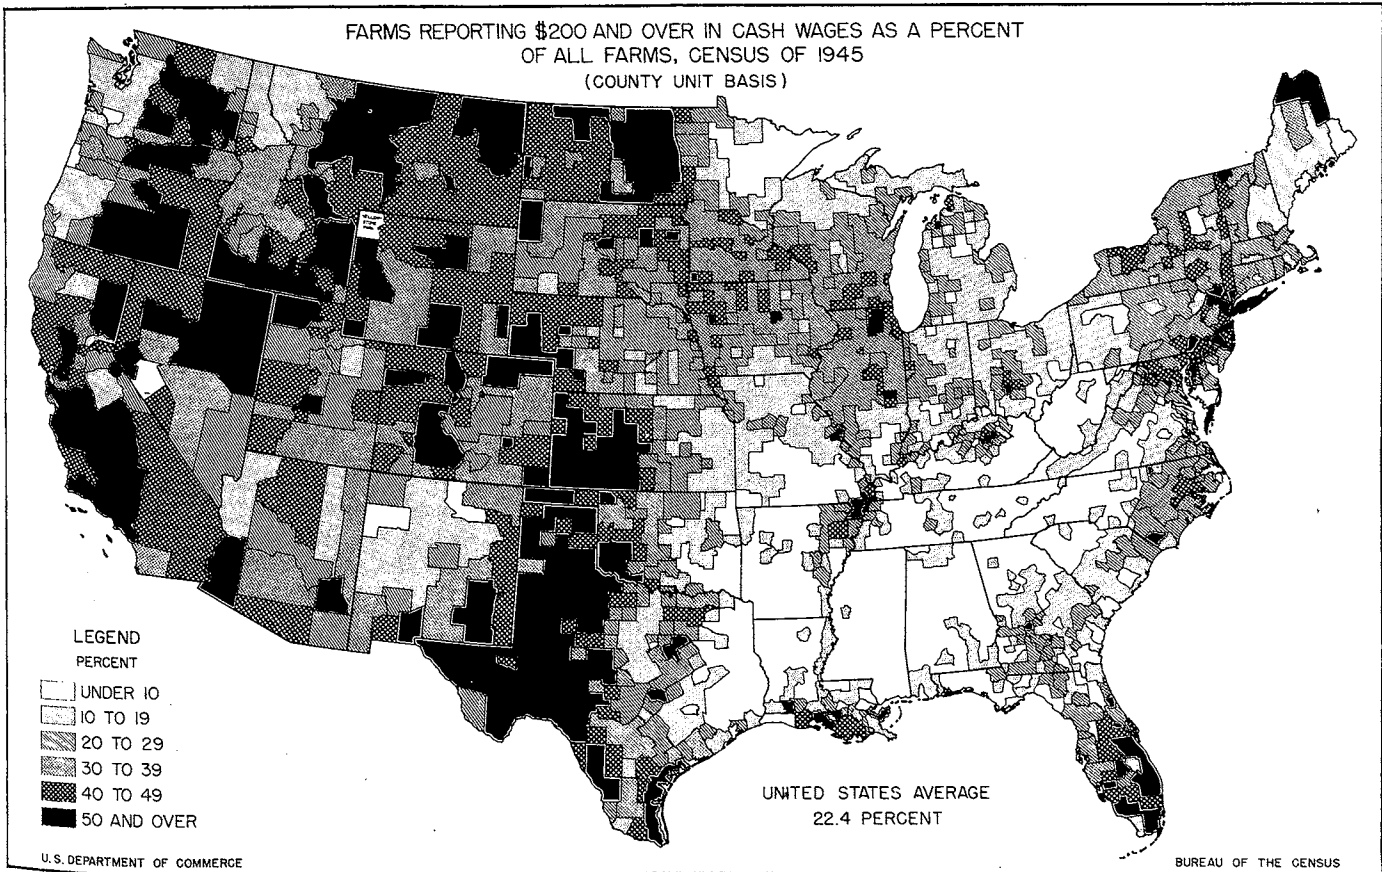 FARMS REPORTING $200 AND OVER IN CASH WAGES AS A PERCENT
OF ALL FARMS, CENSUS OF 1945
(COUNTY UNIT BASIS)
LEGEND
PERCENT
UNDER 10
10 TO 19
20 TO 29
30 TO 39
40 TO 49
50 AND OVER
UNITED STATES AVERAGE
22.4 PERCENT
U.S. DEPARTMENT OF COMMERCE
BUREAU OF THE CENSUS